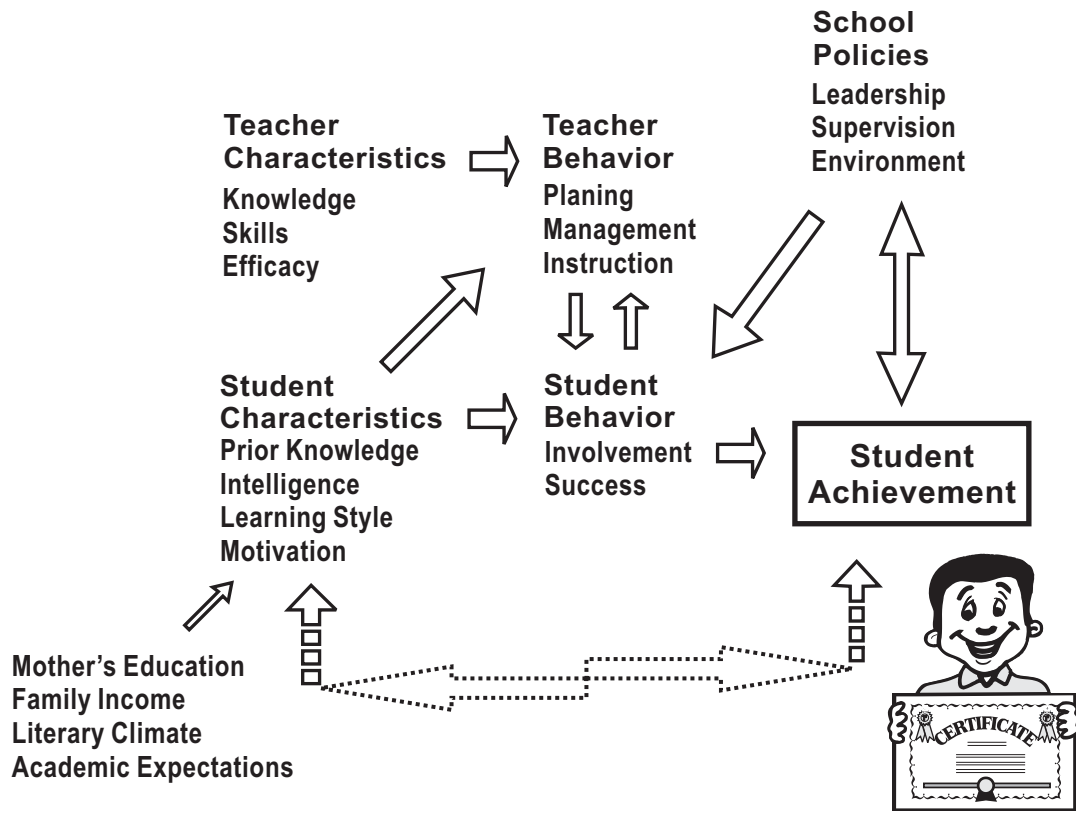 School
Policies
Leadership
Supervision
Environment
Teacher
Characteristics
Knowledge
Skills
Efficacy
Teacher
Behavior
Planing
Management
Instruction
Student
Characteristics
Prior Knowledge
Intelligence
Learning Style
Motivation
Student
Behavior
Involvement
Success
Student
Achievement
Mother's Education
Family Income
Literary Climate
Academic Expectations
CERTIFICATE